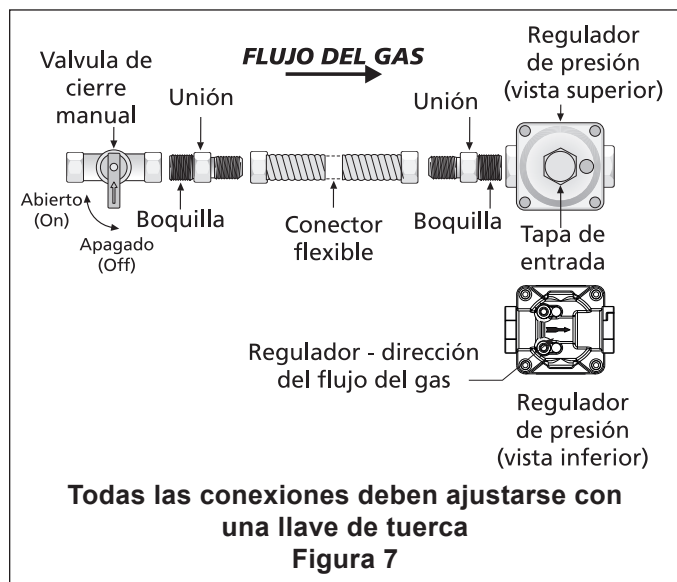 FLUJO DEL GAS
Valvula de
cierre
manual
Unión
Unión
Regulador
de presión
(vista superior)
Abierto
(On)
Apagado
(Off)
Boquilla
Conector
flexible
Boquilla
Tapa de
entrada
Regulador - dirección
del flujo del gas
Regulador
de presión
(vista inferior)
Todas las conexiones deben ajustarse con
una llave de tuerca
Figura 7